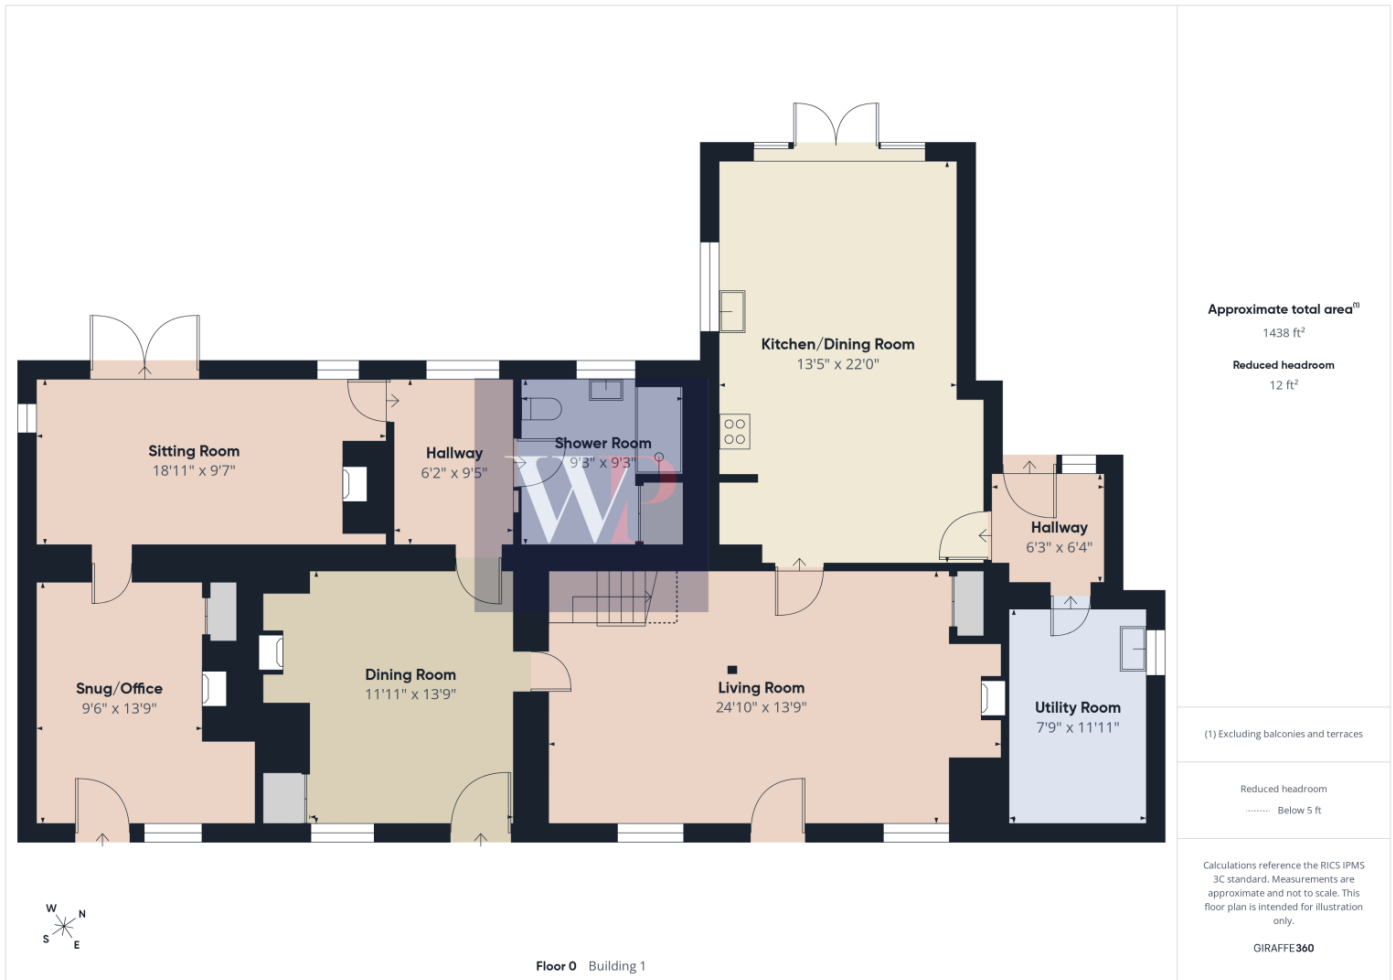 Kitchen/Dining Room
13'5" x 22'0"
Sitting Room
18'11" x 9'7"
Hallway
6'2" x 9'5"
Shower Room
9'3" x 9'3"
WP
Hallway
6'3" x 6'4"
Snug/Office
9'6" x 13'9"
Dining Room
11'11" x 13'9"
Living Room
24'10" x 13'9"
Utility Room
7'9" x 11'11"
W
N
S
E
Floor 0 Building 1
Approximate total area(1)
1438 ft²
Reduced headroom
12 ft²
(1) Excluding balconies and terraces
Reduced headroom
Below 5 ft
Calculations reference the RICS IPMS
3C standard. Measurements are
approximate and not to scale. This
floor plan is intended for illustration
only.
GIRAFFE360